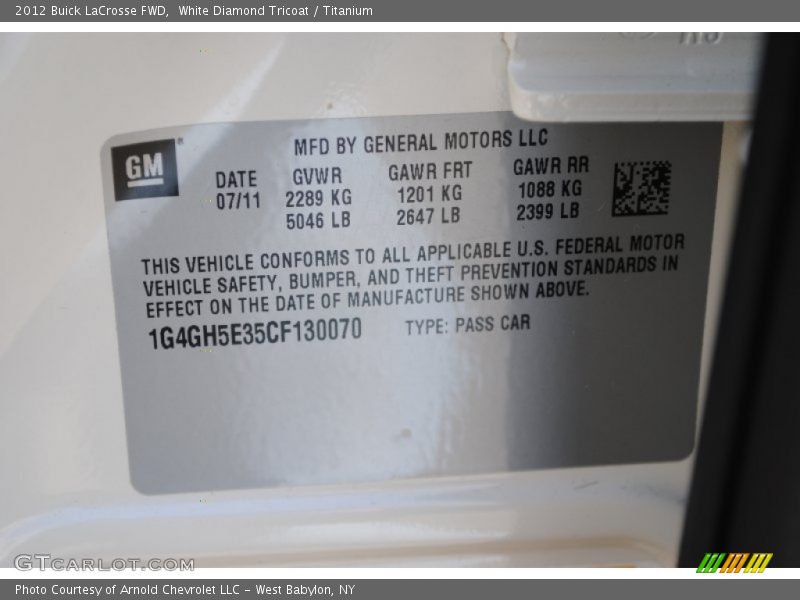 2012 Buick LaCrosse FWD,  White Diamond Tricoat / Titanium
MFD BY GENERAL MOTORS LLC
GM
DATE
07/11
GVWR
2289 KG
5046 LB
GAWR FRT
1201 KG
2647 LB
GAWR RR
1088 KG
2399 LB
THIS VEHICLE CONFORMS TO ALL APPLICABLE U.S. FEDERAL MOTOR
VEHICLE SAFETY, BUMPER, AND THEFT PREVENTION STANDARDS IN
EFFECT ON THE DATE OF MANUFACTURE SHOWN ABOVE.
1G4GH5E35CF130070 TYPE: PASS CAR
GTCARLOT.COM
Photo Courtesy of Arnold Chevrolet LLC - West Babylon, NY